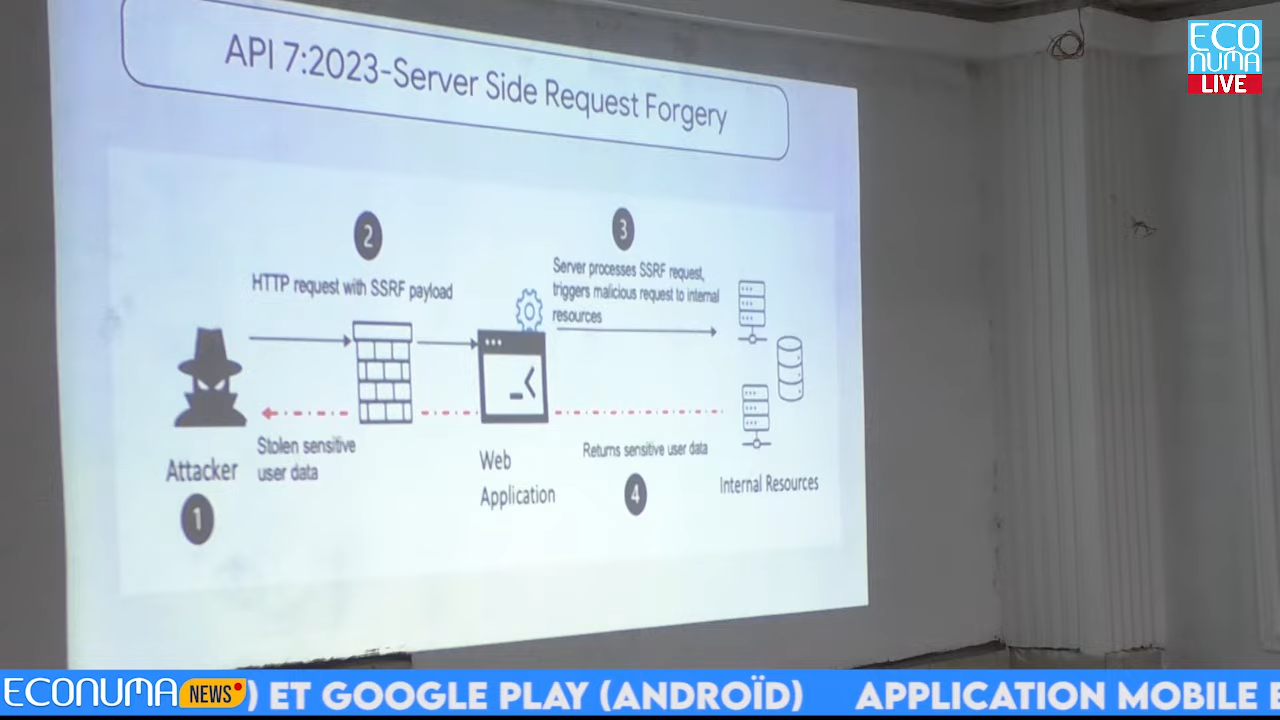 API 7:2023-Server Side Request Forgery
2
3
HTTP request with SSRF payload
Server processes SSRF request,
triggers malicious request to internal
resources
Stolen sensitive
user data
Attacker
1
Web
Application
Returns sensitive user data
4
Internal Resources
ECO
NUMA
LIVE
ECONUMA NEWS
) ET GOOGLE PLAY (ANDROÏD) APPLICATION MOBILE